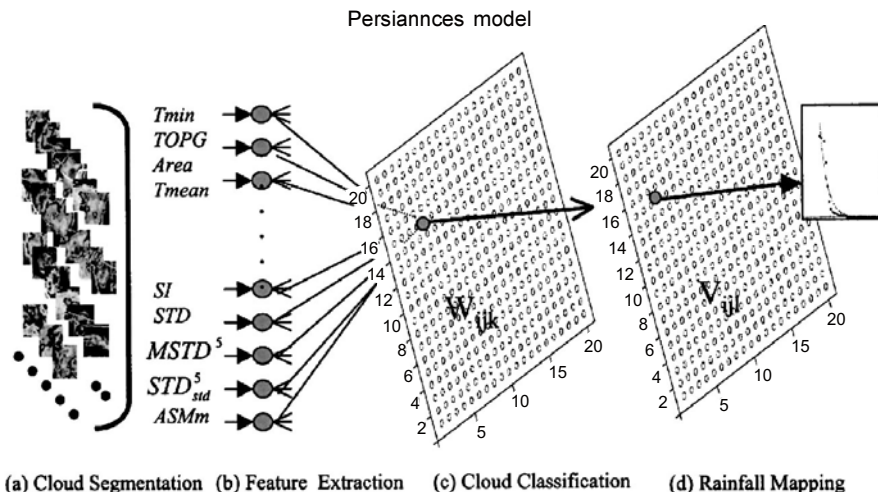 Persiannces model
Tmin
TOPG
Area
Tmean
SI
STD
MSTD⁵
STD⁵std
ASMm
20
18
16
14
12
10
8
6
4
2
5
10
15
20
Wijk
20
18
16
14
12
10
8
6
4
2
5
10
15
20
Vijl
(a) Cloud Segmentation (b) Feature Extraction (c) Cloud Classification (d) Rainfall Mapping